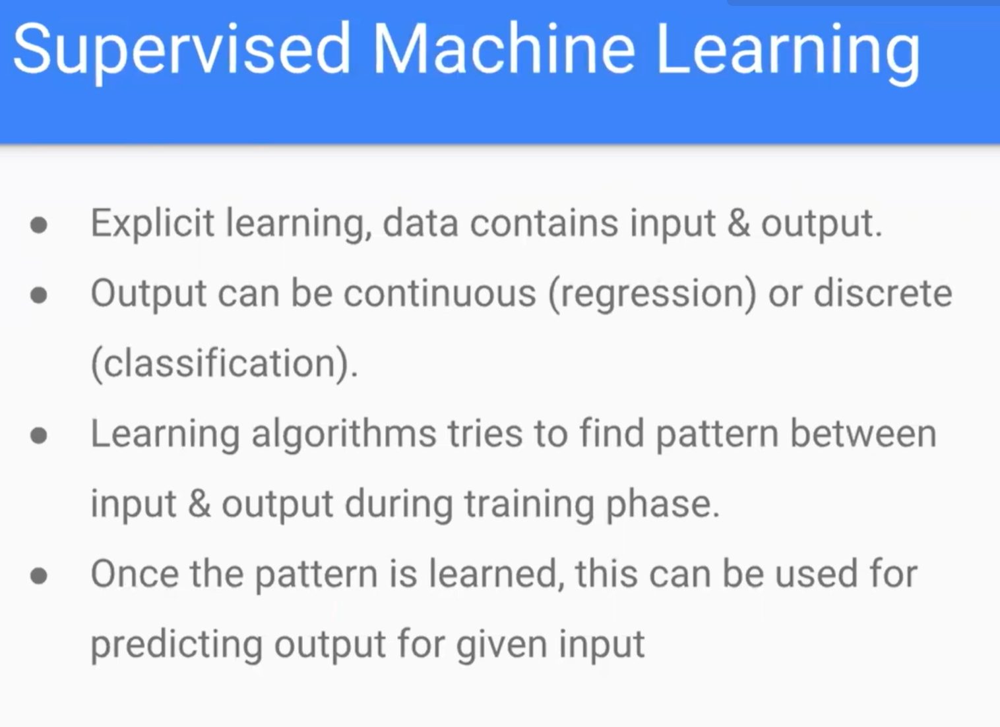 Supervised Machine Learning
● Explicit learning, data contains input & output.
● Output can be continuous (regression) or discrete
(classification).
● Learning algorithms tries to find pattern between
input & output during training phase.
● Once the pattern is learned, this can be used for
predicting output for given input